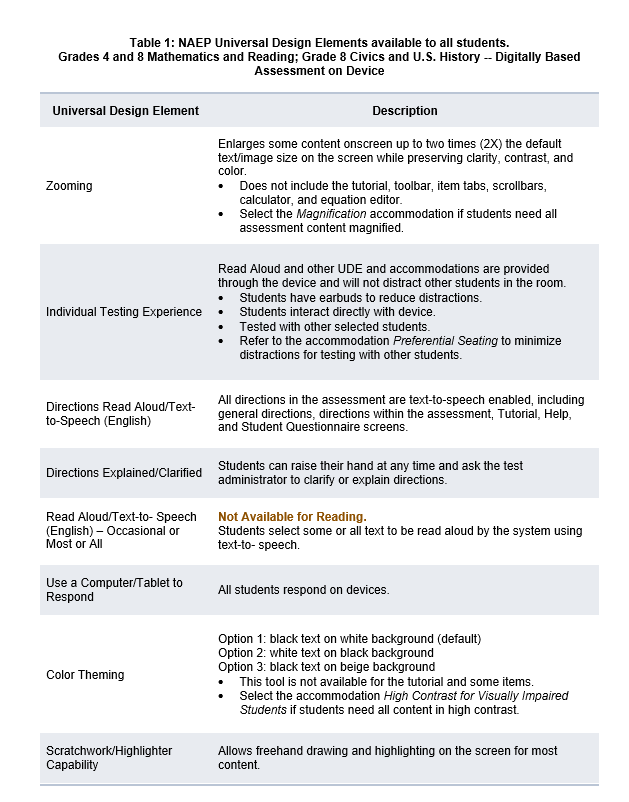 Table 1: NAEP Universal Design Elements available to all students.
Grades 4 and 8 Mathematics and Reading; Grade 8 Civics and U.S. History -- Digitally Based
Assessment on Device
Universal Design Element Description
Zooming
Enlarges some content onscreen up to two times (2X) the default
text/image size on the screen while preserving clarity, contrast, and
color.
• Does not include the tutorial, toolbar, item tabs, scrollbars,
calculator, and equation editor.
• Select the Magnification accommodation if students need all
assessment content magnified.
Individual Testing Experience
Read Aloud and other UDE and accommodations are provided
through the device and will not distract other students in the room.
• Students have earbuds to reduce distractions.
• Students interact directly with device.
• Tested with other selected students.
• Refer to the accommodation Preferential Seating to minimize
distractions for testing with other students.
Directions Read Aloud/Text-
to-Speech (English)
All directions in the assessment are text-to-speech enabled, including
general directions, directions within the assessment, Tutorial, Help,
and Student Questionnaire screens.
Directions Explained/Clarified
Students can raise their hand at any time and ask the test
administrator to clarify or explain directions.
Read Aloud/Text-to- Speech
(English) – Occasional or
Most or All
Not Available for Reading.
Students select some or all text to be read aloud by the system using
text-to- speech.
Use a Computer/Tablet to
Respond
All students respond on devices.
Color Theming
Option 1: black text on white background (default)
Option 2: white text on black background
Option 3: black text on beige background
• This tool is not available for the tutorial and some items.
• Select the accommodation High Contrast for Visually Impaired
Students if students need all content in high contrast.
Scratchwork/Highlighter
Capability
Allows freehand drawing and highlighting on the screen for most
content.